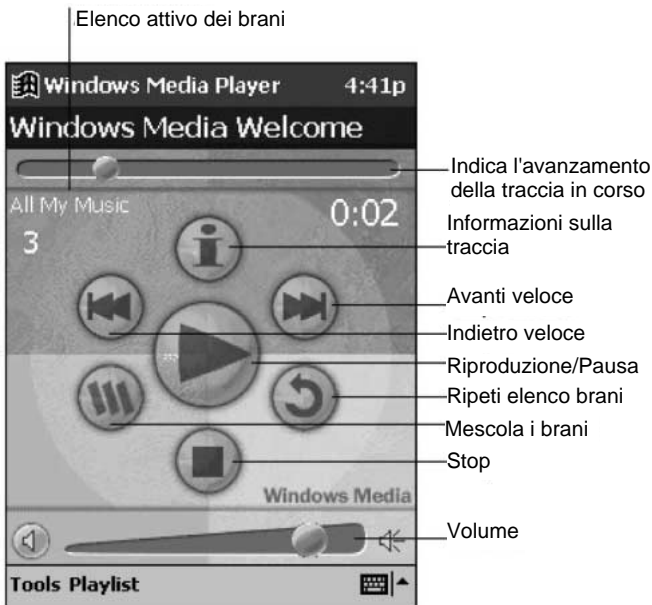 Elenco attivo dei brani
Windows Media Player 4:41p
Windows Media Welcome
Indica l'avanzamento
della traccia in corso
All My Music 0:02
3
Informazioni sulla
traccia
Avanti veloce
Indietro veloce
Riproduzione/Pausa
Ripeti elenco brani
Mescola i brani
Stop
Windows Media
Volume
Tools Playlist